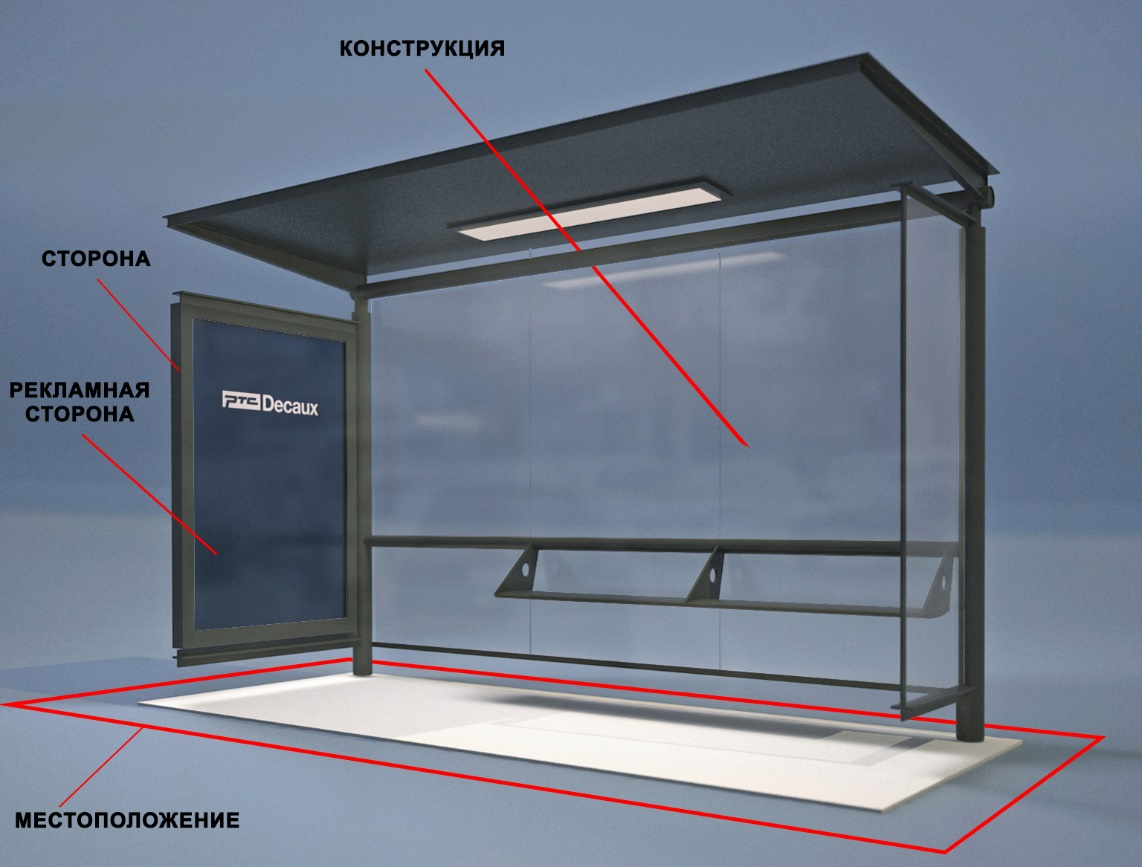 КОНСТРУКЦИЯ
СТОРОНА
РЕКЛАМНАЯ
СТОРОНА
РТС Decaux
МЕСТОПОЛОЖЕНИЕ